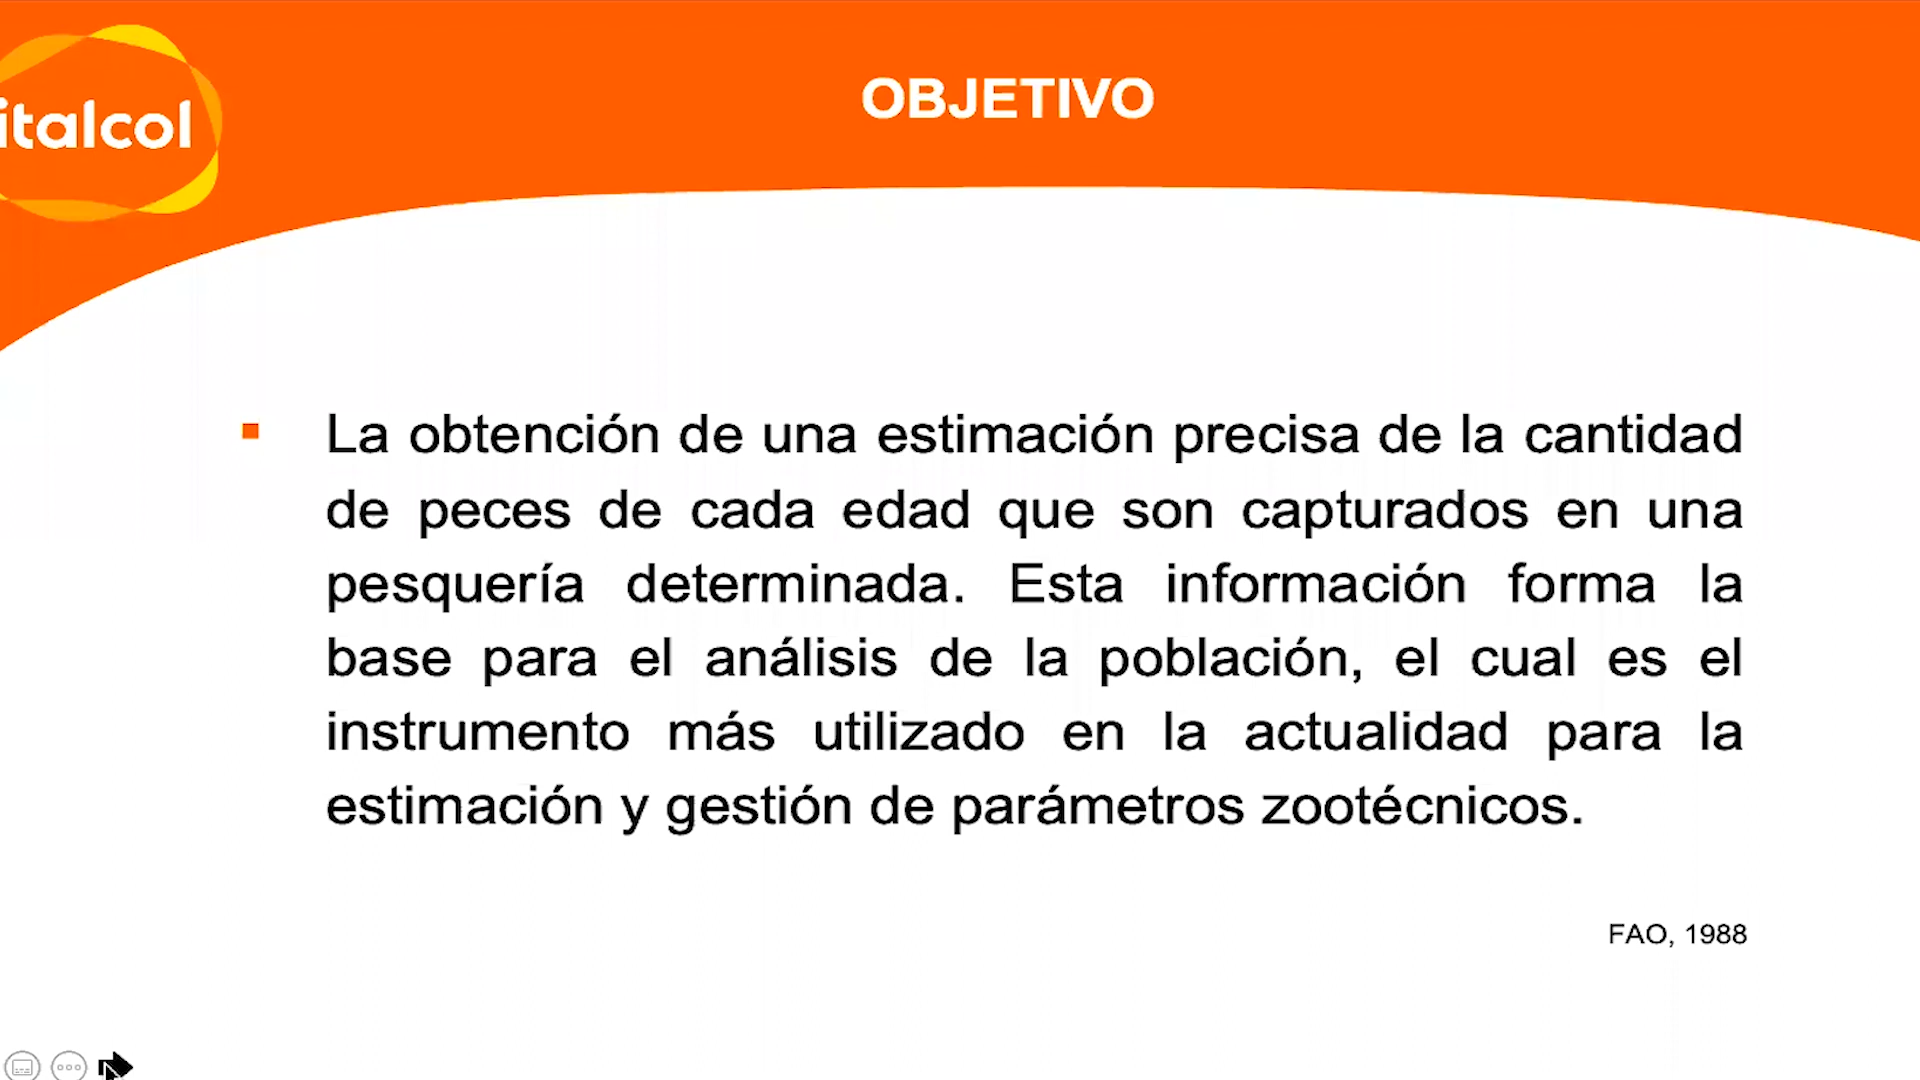 italcol
OBJETIVO
La obtención de una estimación precisa de la cantidad
de peces de cada edad que son capturados en una
pesquería determinada. Esta información forma la
base para el análisis de la población, el cual es el
instrumento más utilizado en la actualidad para la
estimación y gestión de parámetros zootécnicos.
FAO, 1988